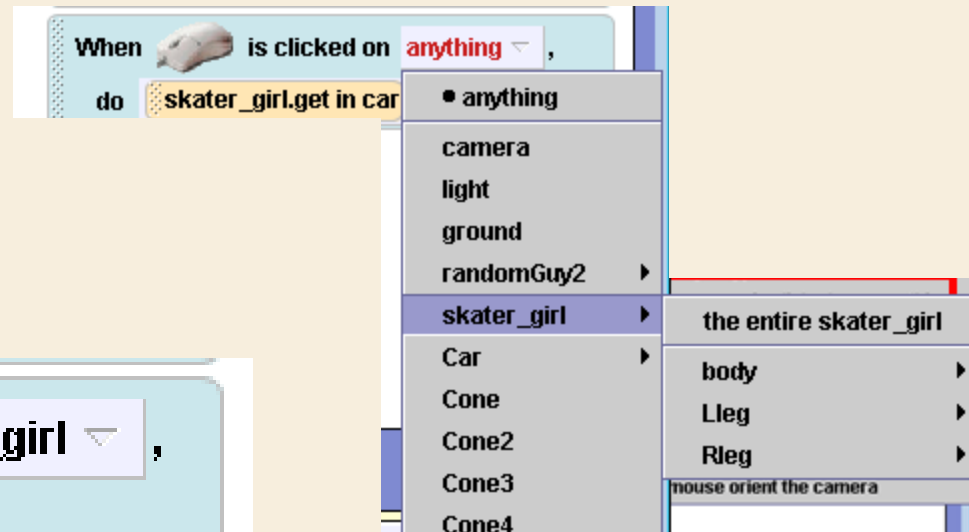 When is clicked on anything ,
do skater_girl.get in car
• anything
camera
light
ground
randomGuy2
skater_girl
Car
Cone
Cone2
Cone3
Cone4
the entire skater_girl
body
Lleg
Rleg
mouse orient the camera
girl ,